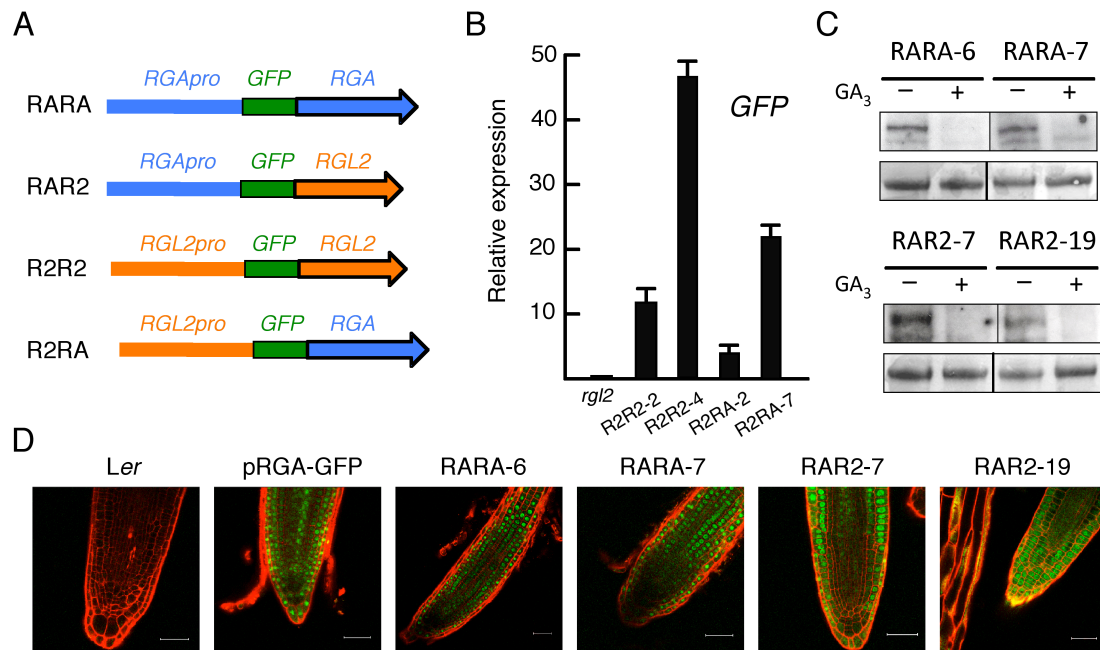 A
RGApro GFP RGA
RARA
RGApro GFP RGL2
RAR2
RGL2pro GFP RGL2
R2R2
RGL2pro GFP RGA
R2RA
B
50
40
30
20
10
Relative expression
GFP
rgl2 R2R2-2 R2R2-4 R2RA-2 R2RA-7
C
RARA-6 RARA-7
GA3 − + − +
RAR2-7 RAR2-19
GA3 − + − +
D
Ler pRGA-GFP RARA-6 RARA-7 RAR2-7 RAR2-19